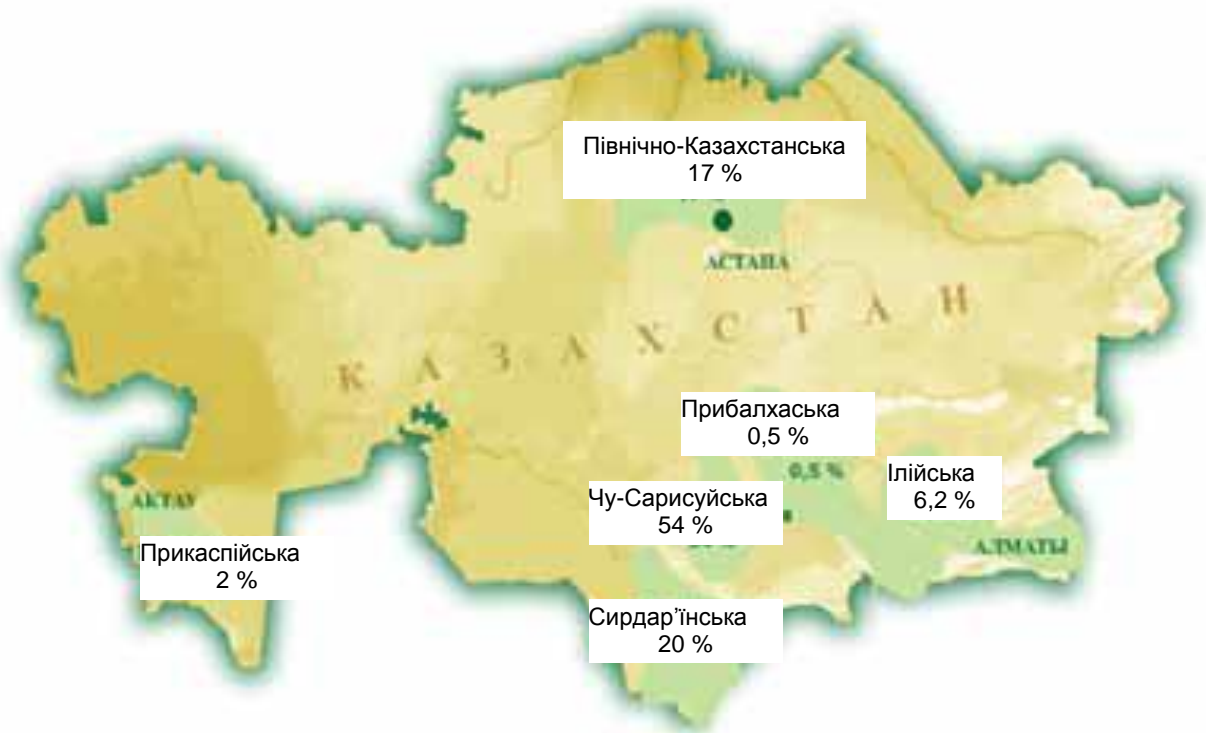 Північно-Казахстанська
17 %
АСТАНА
КАЗАХСТАН
Прибалхаська
0,5 %
0,5 %
Ілійська
6,2 %
Чу-Сарисуйська
54 %
АКТАУ
АЛМАТЫ
Прикаспійська
2 %
Сирдар’їнська
20 %